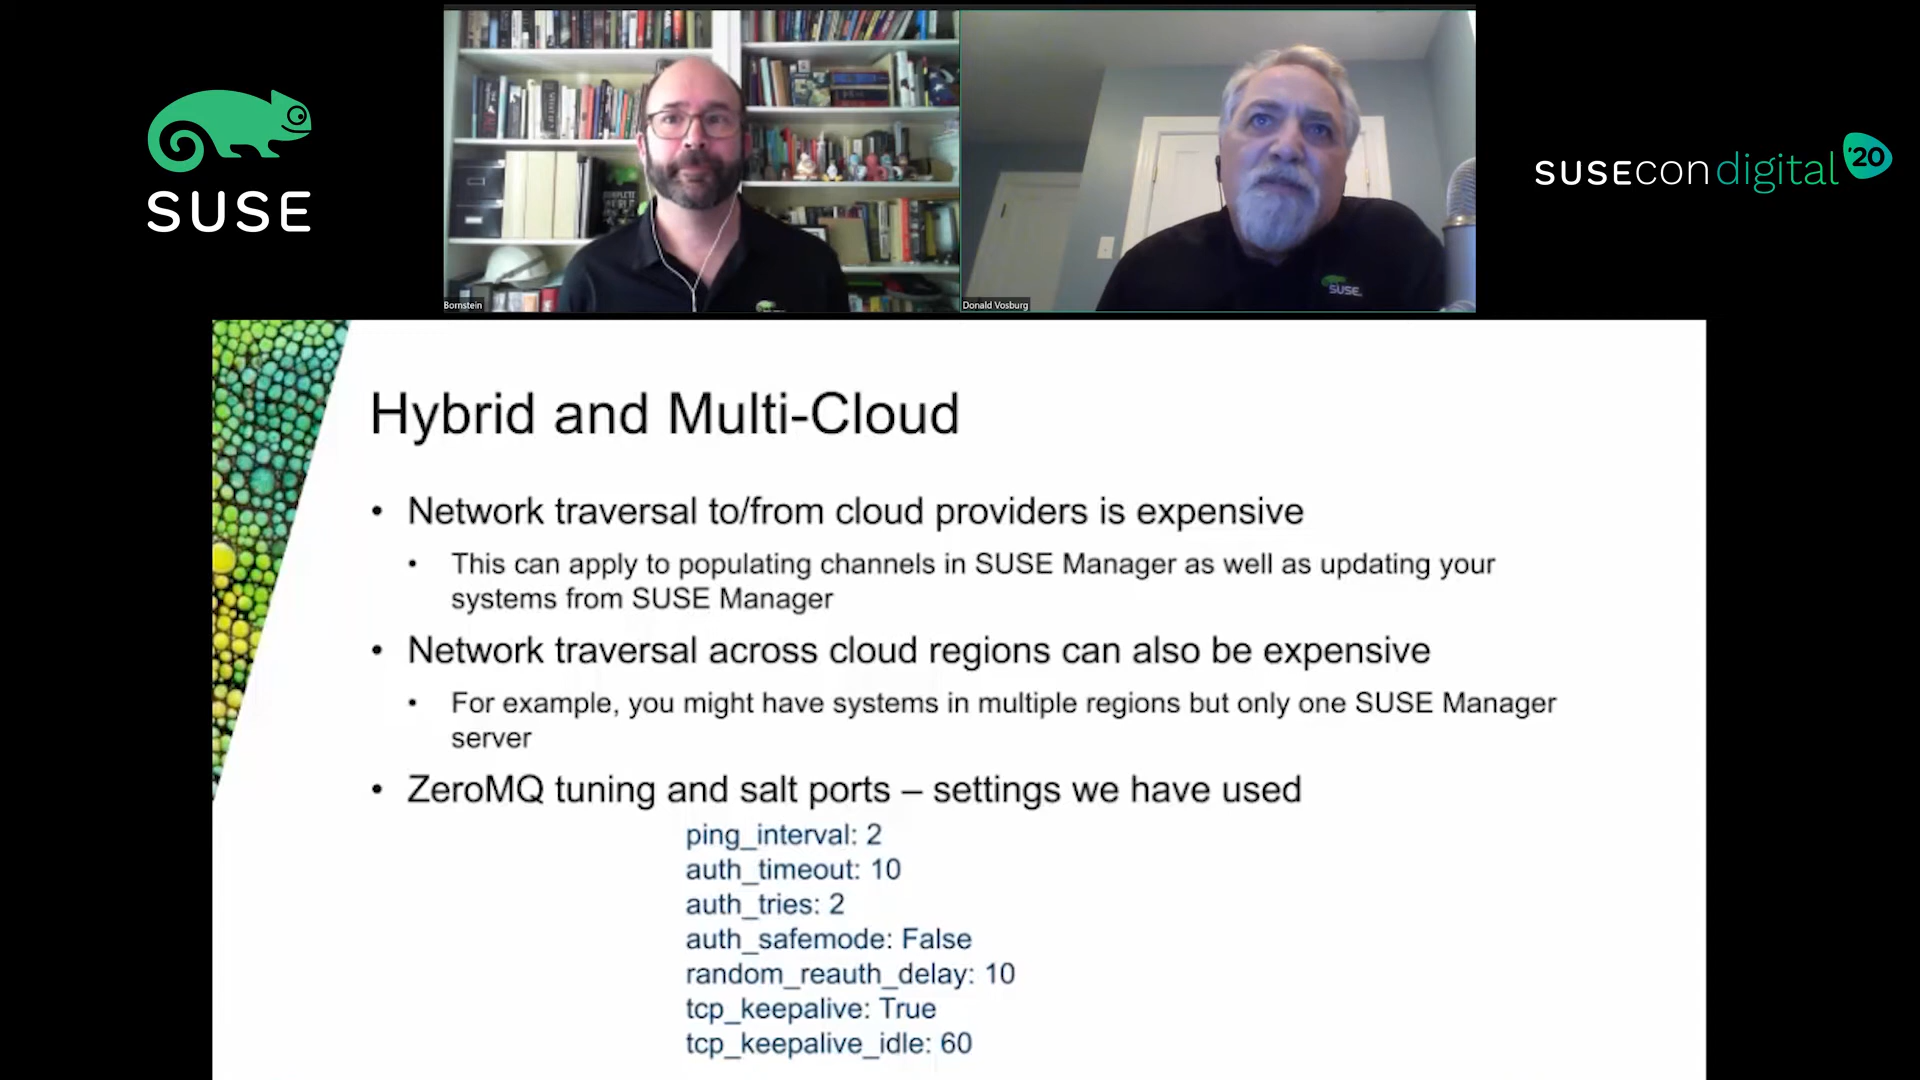 SUSE
Bornstein
Donald Vosburg
SUSE
SUSECON digital '20
Hybrid and Multi-Cloud
• Network traversal to/from cloud providers is expensive
• This can apply to populating channels in SUSE Manager as well as updating your
systems from SUSE Manager
• Network traversal across cloud regions can also be expensive
• For example, you might have systems in multiple regions but only one SUSE Manager
server
• ZeroMQ tuning and salt ports – settings we have used
ping_interval: 2
auth_timeout: 10
auth_tries: 2
auth_safemode: False
random_reauth_delay: 10
tcp_keepalive: True
tcp_keepalive_idle: 60